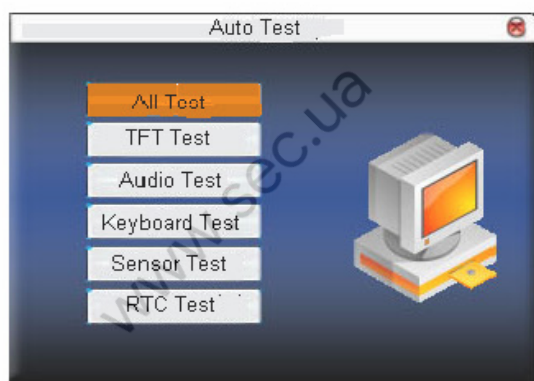 Auto Test
All Test
TFT Test
Audio Test
Keyboard Test
Sensor Test
RTC Test
www.sec.ua